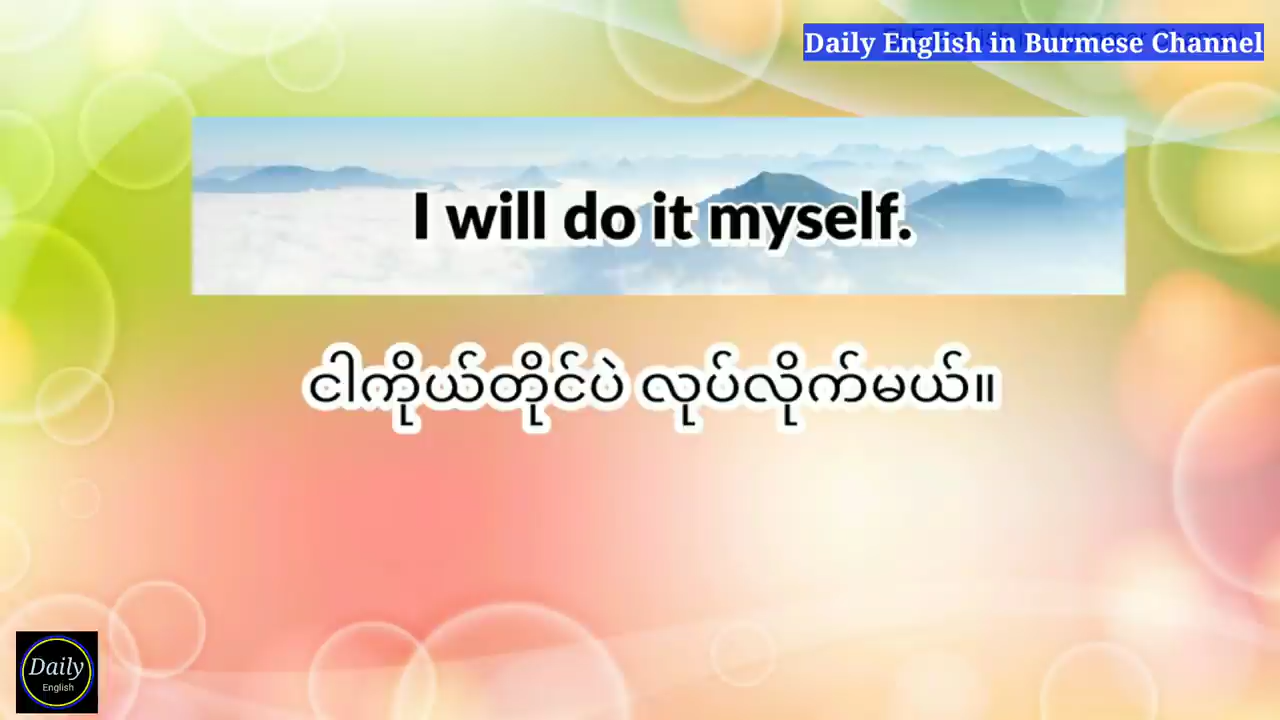 Daily English in Burmese Channel
I will do it myself.
ငါကိုယ်တိုင်ပဲ လုပ်လိုက်မယ်။
Daily
English